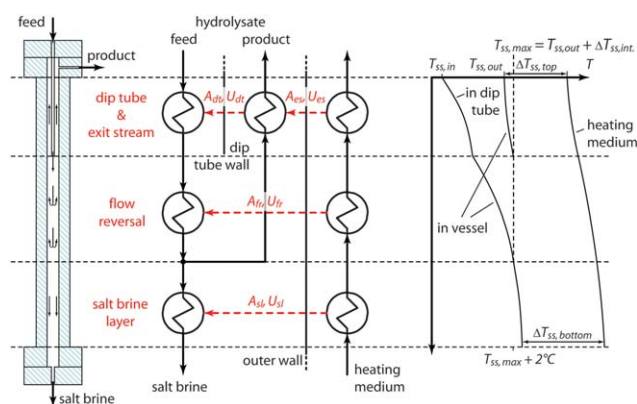 feed
product
dip tube
&
exit stream
flow
reversal
salt brine
layer
salt brine
hydrolysate
feed
product
A_dt, U_dt
A_es, U_es
dip
tube wall
A_fr, U_fr
A_sl, U_sl
outer wall
salt brine
heating
medium
T_ss,max = T_ss,out + ΔT_ss,int.
T_ss,in
T_ss,out
ΔT_ss,top
T
in dip
tube
heating
medium
in vessel
ΔT_ss,bottom
T_ss,max + 2°C